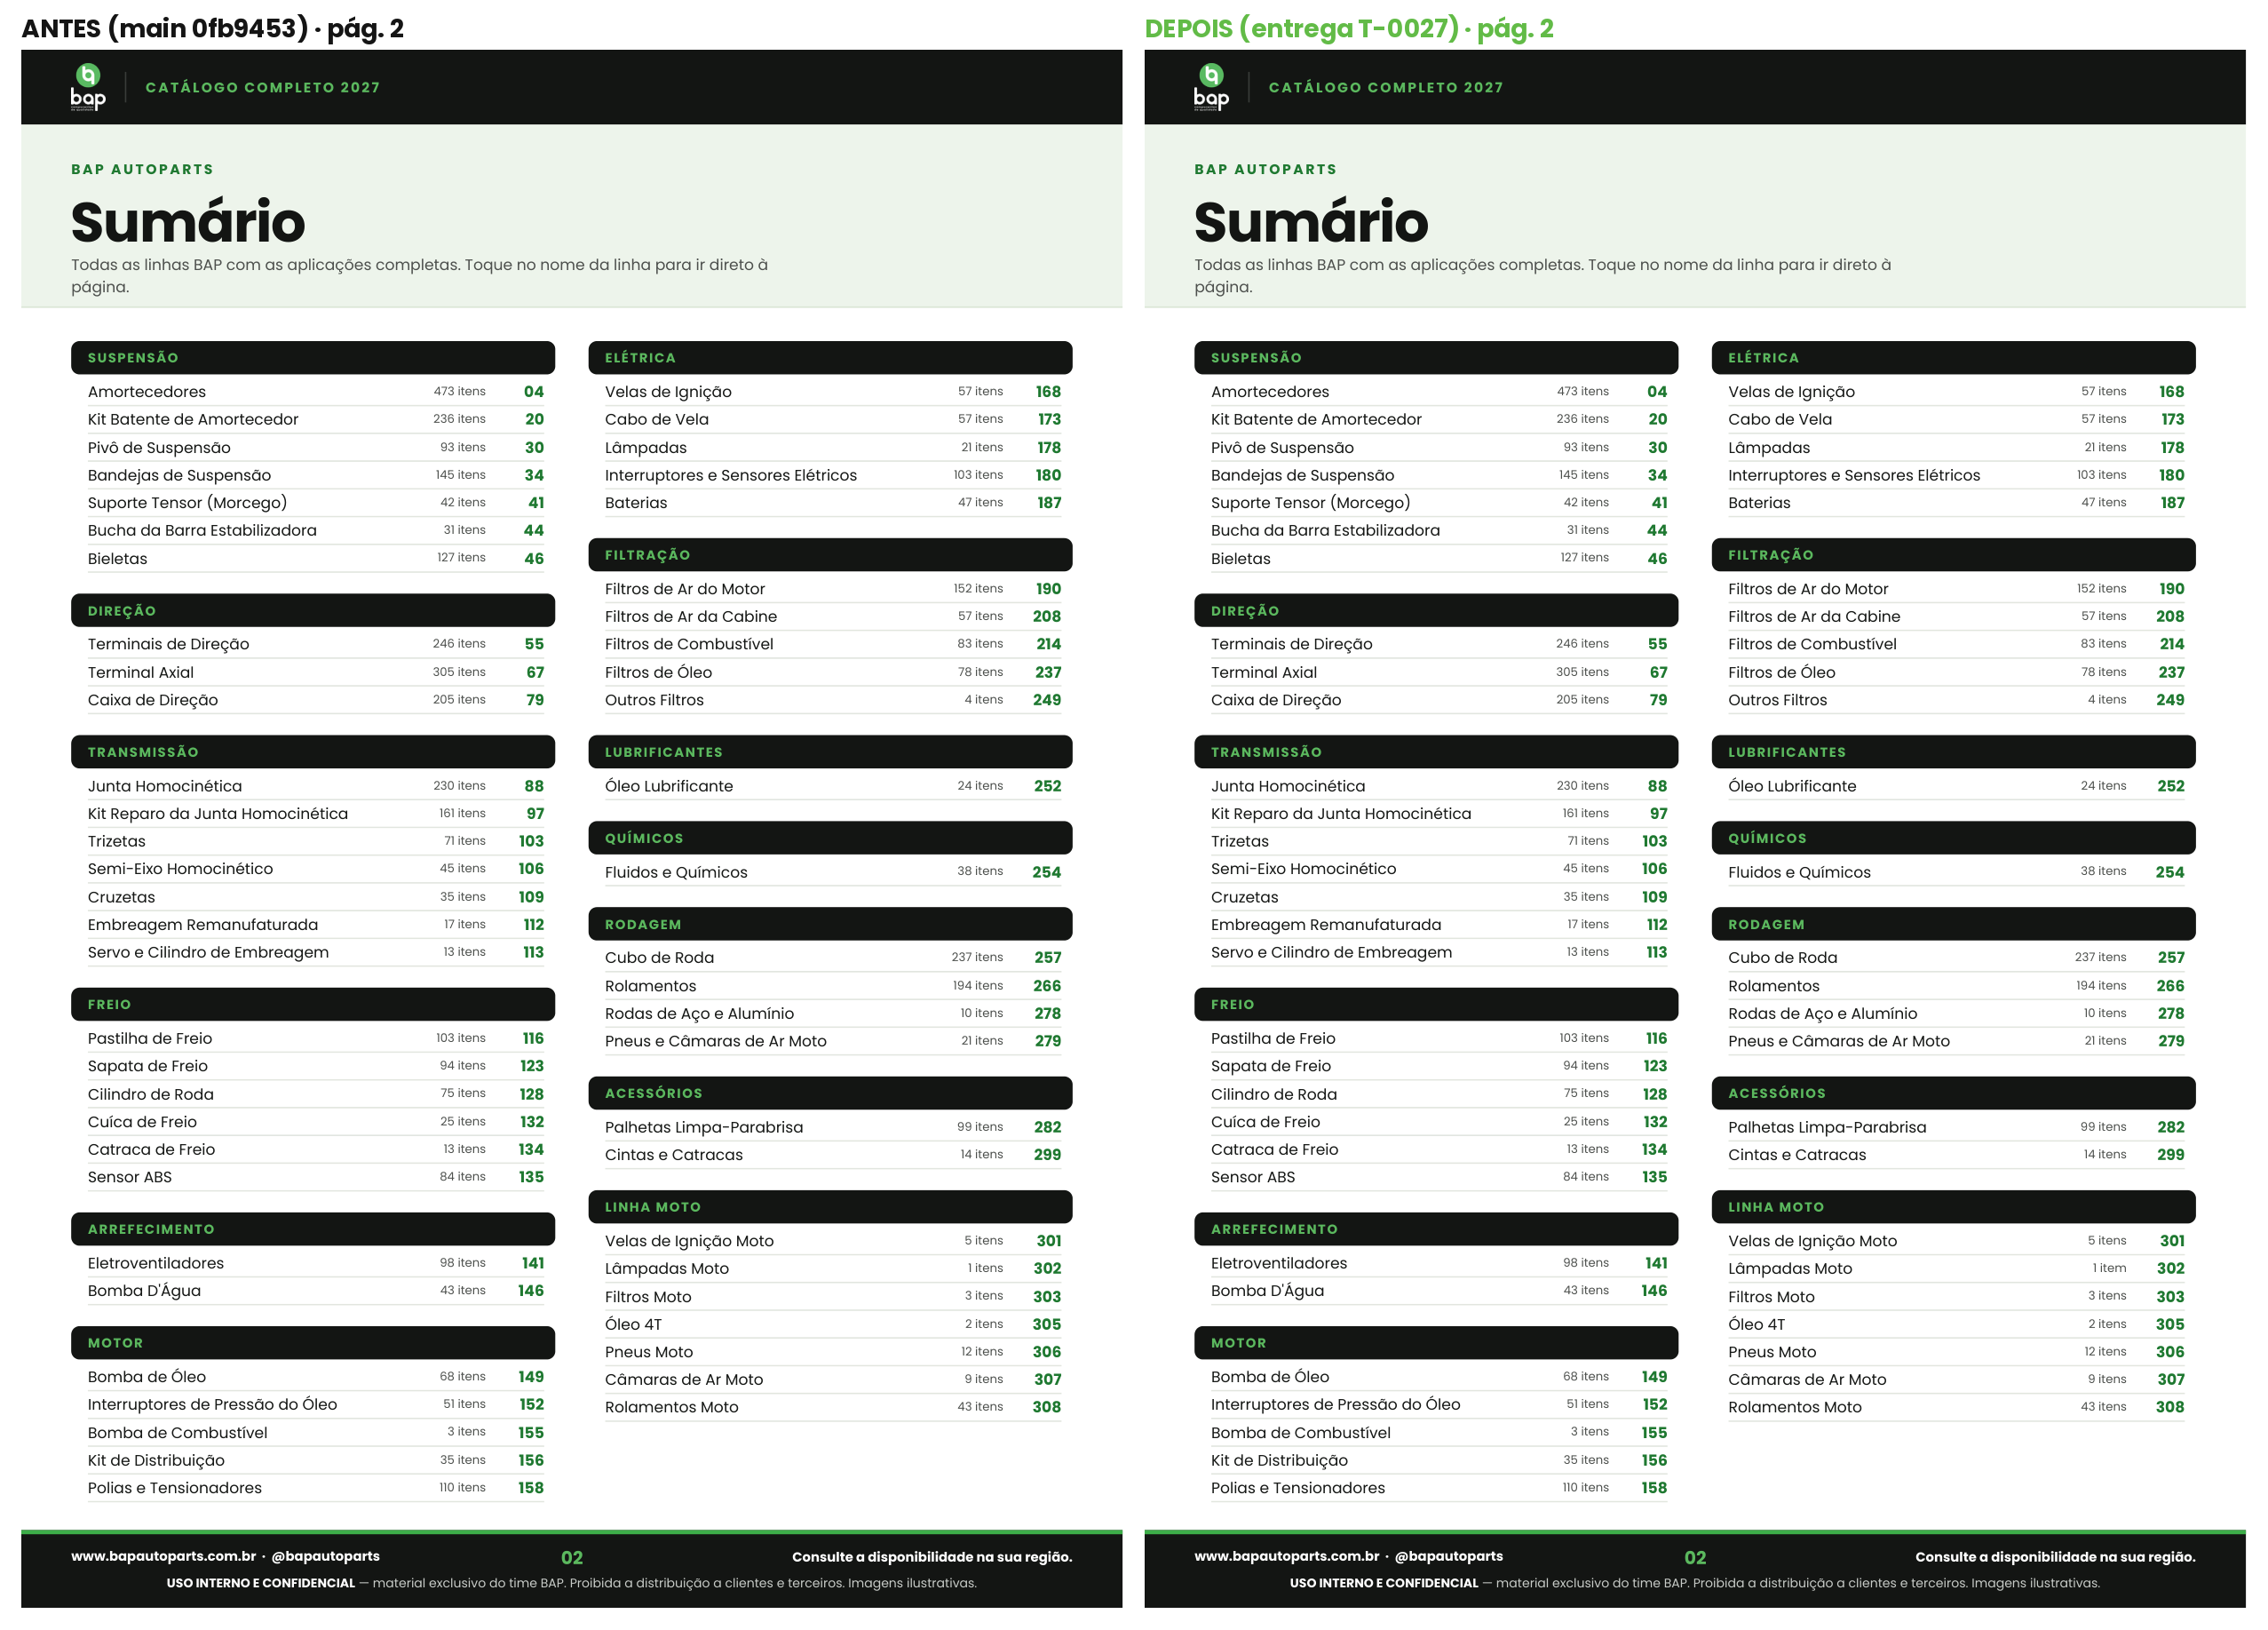 ANTES (main 0fb9453) · pág. 2
bap
CATÁLOGO COMPLETO 2027
BAP AUTOPARTS
Sumário
Todas as linhas BAP com as aplicações completas. Toque no nome da linha para ir direto à
página.
SUSPENSÃO
Amortecedores 473 itens 04
Kit Batente de Amortecedor 236 itens 20
Pivô de Suspensão 93 itens 30
Bandejas de Suspensão 145 itens 34
Suporte Tensor (Morcego) 42 itens 41
Bucha da Barra Estabilizadora 31 itens 44
Bieletas 127 itens 46
DIREÇÃO
Terminais de Direção 246 itens 55
Terminal Axial 305 itens 67
Caixa de Direção 205 itens 79
TRANSMISSÃO
Junta Homocinética 230 itens 88
Kit Reparo da Junta Homocinética 161 itens 97
Trizetas 71 itens 103
Semi-Eixo Homocinético 45 itens 106
Cruzetas 35 itens 109
Embreagem Remanufaturada 17 itens 112
Servo e Cilindro de Embreagem 13 itens 113
FREIO
Pastilha de Freio 103 itens 116
Sapata de Freio 94 itens 123
Cilindro de Roda 75 itens 128
Cuíca de Freio 25 itens 132
Catraca de Freio 13 itens 134
Sensor ABS 84 itens 135
ARREFECIMENTO
Eletroventiladores 98 itens 141
Bomba D'Água 43 itens 146
MOTOR
Bomba de Óleo 68 itens 149
Interruptores de Pressão do Óleo 51 itens 152
Bomba de Combustível 3 itens 155
Kit de Distribuição 35 itens 156
Polias e Tensionadores 110 itens 158
ELÉTRICA
Velas de Ignição 57 itens 168
Cabo de Vela 57 itens 173
Lâmpadas 21 itens 178
Interruptores e Sensores Elétricos 103 itens 180
Baterias 47 itens 187
FILTRAÇÃO
Filtros de Ar do Motor 152 itens 190
Filtros de Ar da Cabine 57 itens 208
Filtros de Combustível 83 itens 214
Filtros de Óleo 78 itens 237
Outros Filtros 4 itens 249
LUBRIFICANTES
Óleo Lubrificante 24 itens 252
QUÍMICOS
Fluidos e Químicos 38 itens 254
RODAGEM
Cubo de Roda 237 itens 257
Rolamentos 194 itens 266
Rodas de Aço e Alumínio 10 itens 278
Pneus e Câmaras de Ar Moto 21 itens 279
ACESSÓRIOS
Palhetas Limpa-Parabrisa 99 itens 282
Cintas e Catracas 14 itens 299
LINHA MOTO
Velas de Ignição Moto 5 itens 301
Lâmpadas Moto 1 itens 302
Filtros Moto 3 itens 303
Óleo 4T 2 itens 305
Pneus Moto 12 itens 306
Câmaras de Ar Moto 9 itens 307
Rolamentos Moto 43 itens 308
www.bapautoparts.com.br · @bapautoparts 02 Consulte a disponibilidade na sua região.
USO INTERNO E CONFIDENCIAL — material exclusivo do time BAP. Proibida a distribuição a clientes e terceiros. Imagens ilustrativas.
DEPOIS (entrega T-0027) · pág. 2
bap
CATÁLOGO COMPLETO 2027
BAP AUTOPARTS
Sumário
Todas as linhas BAP com as aplicações completas. Toque no nome da linha para ir direto à
página.
SUSPENSÃO
Amortecedores 473 itens 04
Kit Batente de Amortecedor 236 itens 20
Pivô de Suspensão 93 itens 30
Bandejas de Suspensão 145 itens 34
Suporte Tensor (Morcego) 42 itens 41
Bucha da Barra Estabilizadora 31 itens 44
Bieletas 127 itens 46
DIREÇÃO
Terminais de Direção 246 itens 55
Terminal Axial 305 itens 67
Caixa de Direção 205 itens 79
TRANSMISSÃO
Junta Homocinética 230 itens 88
Kit Reparo da Junta Homocinética 161 itens 97
Trizetas 71 itens 103
Semi-Eixo Homocinético 45 itens 106
Cruzetas 35 itens 109
Embreagem Remanufaturada 17 itens 112
Servo e Cilindro de Embreagem 13 itens 113
FREIO
Pastilha de Freio 103 itens 116
Sapata de Freio 94 itens 123
Cilindro de Roda 75 itens 128
Cuíca de Freio 25 itens 132
Catraca de Freio 13 itens 134
Sensor ABS 84 itens 135
ARREFECIMENTO
Eletroventiladores 98 itens 141
Bomba D'Água 43 itens 146
MOTOR
Bomba de Óleo 68 itens 149
Interruptores de Pressão do Óleo 51 itens 152
Bomba de Combustível 3 itens 155
Kit de Distribuição 35 itens 156
Polias e Tensionadores 110 itens 158
ELÉTRICA
Velas de Ignição 57 itens 168
Cabo de Vela 57 itens 173
Lâmpadas 21 itens 178
Interruptores e Sensores Elétricos 103 itens 180
Baterias 47 itens 187
FILTRAÇÃO
Filtros de Ar do Motor 152 itens 190
Filtros de Ar da Cabine 57 itens 208
Filtros de Combustível 83 itens 214
Filtros de Óleo 78 itens 237
Outros Filtros 4 itens 249
LUBRIFICANTES
Óleo Lubrificante 24 itens 252
QUÍMICOS
Fluidos e Químicos 38 itens 254
RODAGEM
Cubo de Roda 237 itens 257
Rolamentos 194 itens 266
Rodas de Aço e Alumínio 10 itens 278
Pneus e Câmaras de Ar Moto 21 itens 279
ACESSÓRIOS
Palhetas Limpa-Parabrisa 99 itens 282
Cintas e Catracas 14 itens 299
LINHA MOTO
Velas de Ignição Moto 5 itens 301
Lâmpadas Moto 1 item 302
Filtros Moto 3 itens 303
Óleo 4T 2 itens 305
Pneus Moto 12 itens 306
Câmaras de Ar Moto 9 itens 307
Rolamentos Moto 43 itens 308
www.bapautoparts.com.br · @bapautoparts 02 Consulte a disponibilidade na sua região.
USO INTERNO E CONFIDENCIAL — material exclusivo do time BAP. Proibida a distribuição a clientes e terceiros. Imagens ilustrativas.